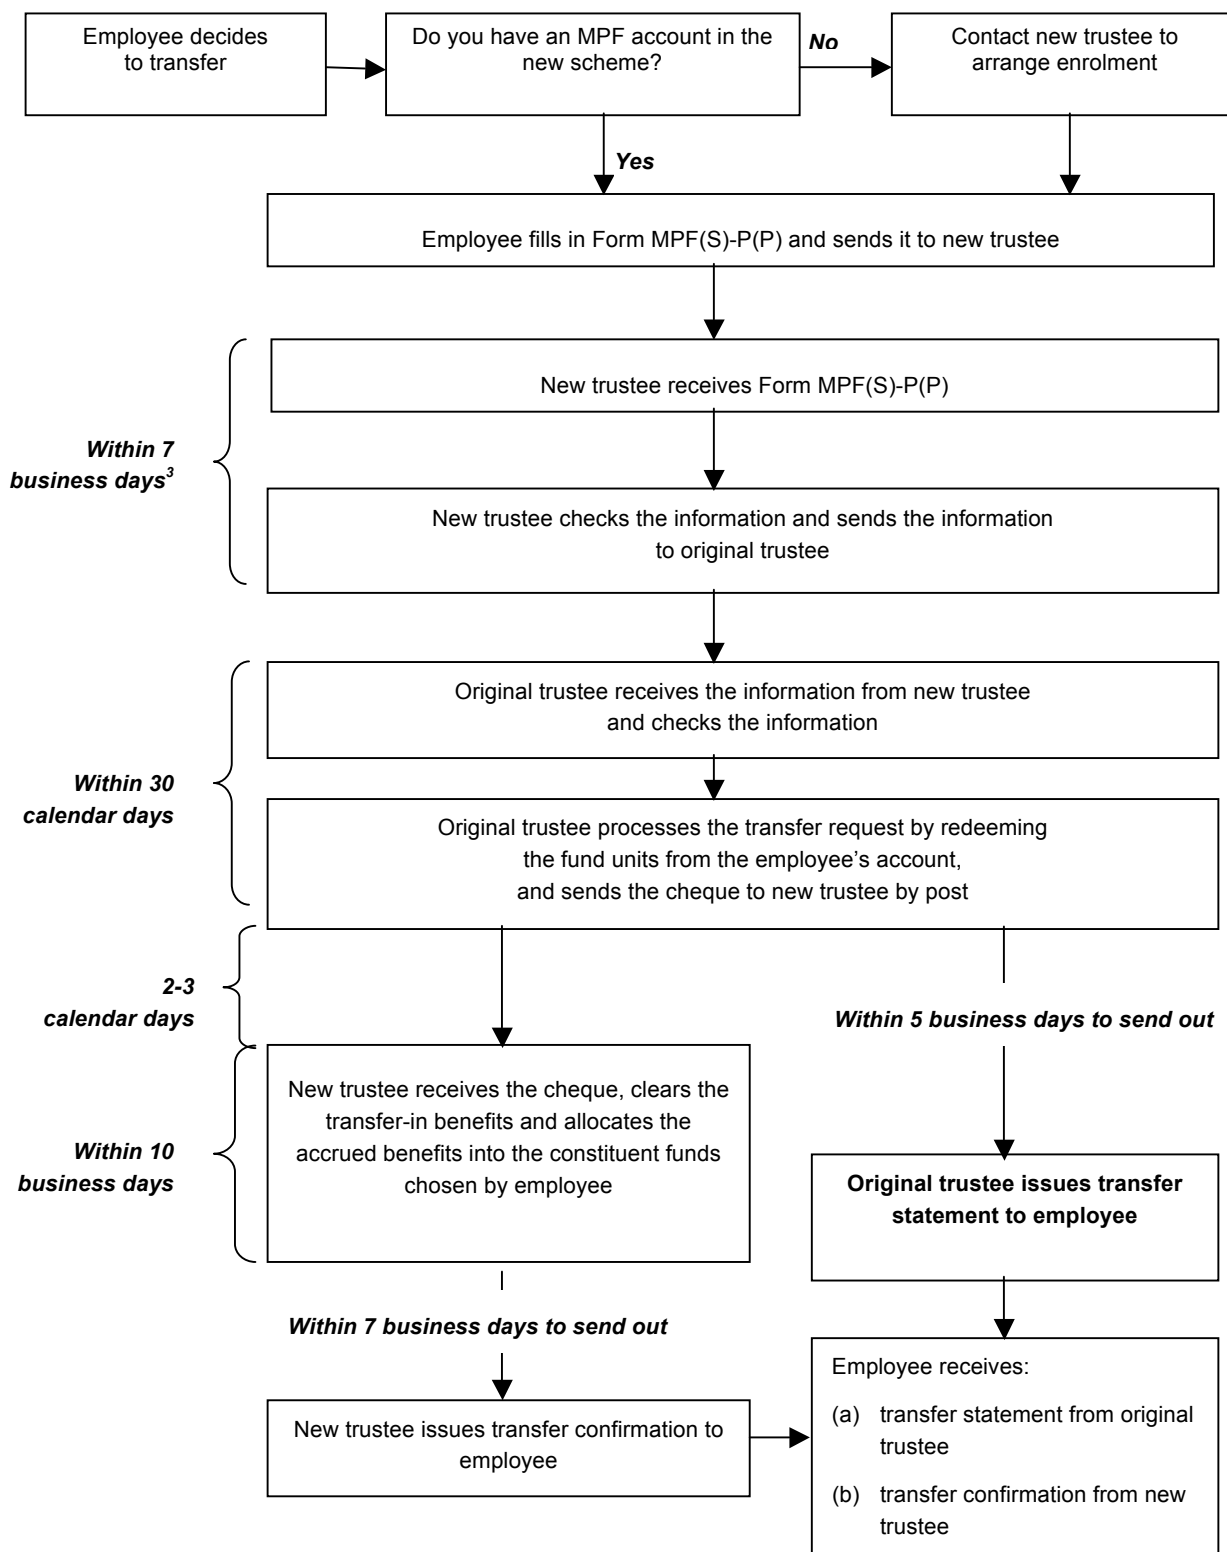 Employee decides
to transfer
Do you have an MPF account in the
new scheme?
No
Contact new trustee to
arrange enrolment
Yes
Employee fills in Form MPF(S)-P(P) and sends it to new trustee
New trustee receives Form MPF(S)-P(P)
Within 7
business days3
New trustee checks the information and sends the information
to original trustee
Original trustee receives the information from new trustee
and checks the information
Within 30
calendar days
Original trustee processes the transfer request by redeeming
the fund units from the employee’s account,
and sends the cheque to new trustee by post
2-3
calendar days
Within 5 business days to send out
New trustee receives the cheque, clears the
transfer-in benefits and allocates the
accrued benefits into the constituent funds
chosen by employee
Within 10
business days
Original trustee issues transfer
statement to employee
Within 7 business days to send out
New trustee issues transfer confirmation to
employee
Employee receives:
(a) transfer statement from original
trustee
(b) transfer confirmation from new
trustee